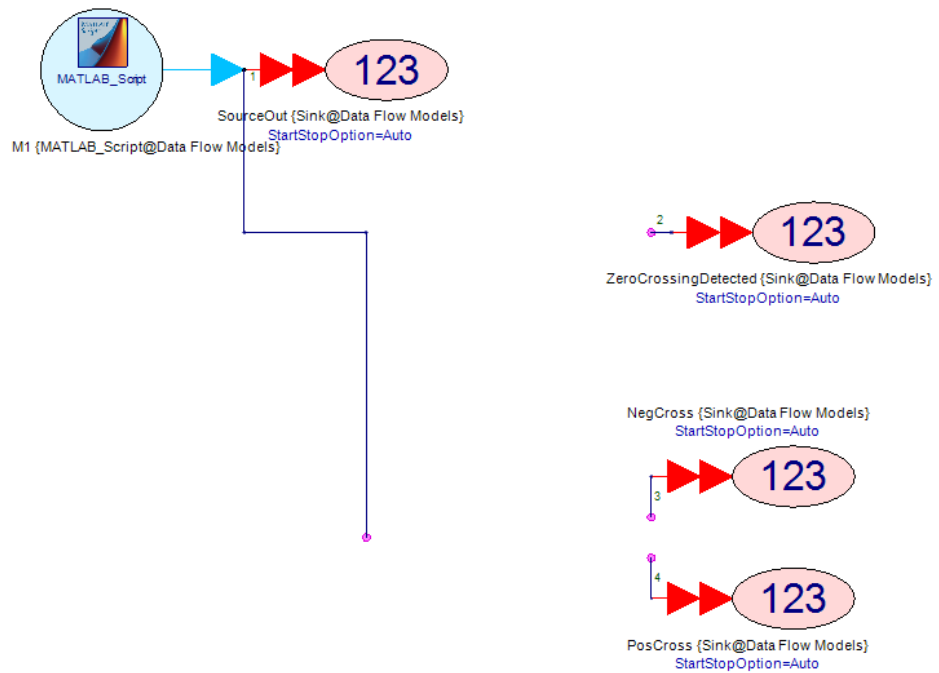 MATLAB_Script
1
123
SourceOut {Sink@Data Flow Models}
StartStopOption=Auto
M1 {MATLAB_Script@Data Flow Models}
2
123
ZeroCrossingDetected {Sink@Data Flow Models}
StartStopOption=Auto
NegCross {Sink@Data Flow Models}
StartStopOption=Auto
123
3
4
123
PosCross {Sink@Data Flow Models}
StartStopOption=Auto